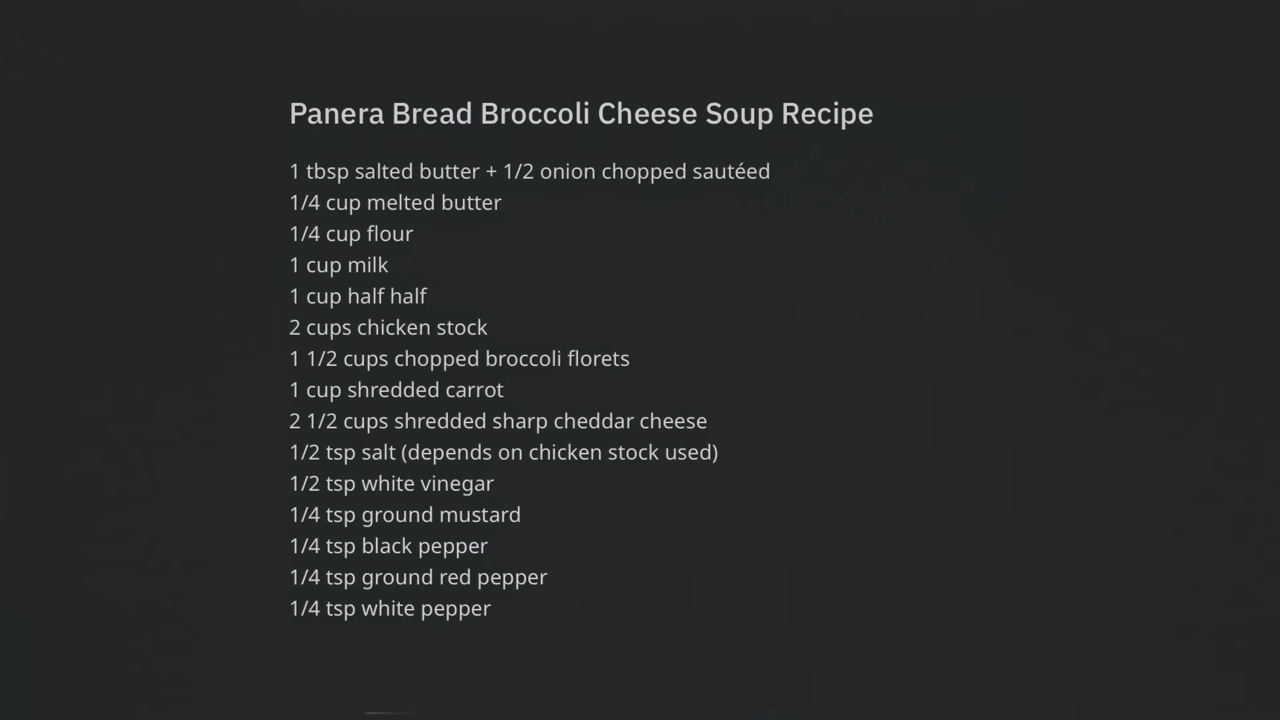 Panera Bread Broccoli Cheese Soup Recipe
1 tbsp salted butter + 1/2 onion chopped sautéed
1/4 cup melted butter
1/4 cup flour
1 cup milk
1 cup half half
2 cups chicken stock
1 1/2 cups chopped broccoli florets
1 cup shredded carrot
2 1/2 cups shredded sharp cheddar cheese
1/2 tsp salt (depends on chicken stock used)
1/2 tsp white vinegar
1/4 tsp ground mustard
1/4 tsp black pepper
1/4 tsp ground red pepper
1/4 tsp white pepper